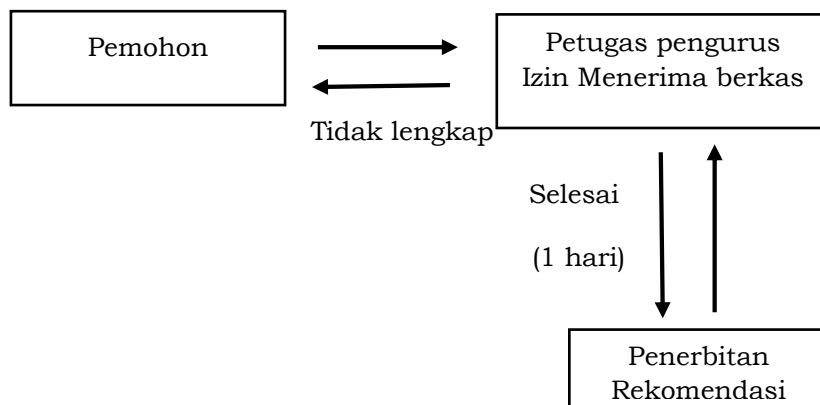 Pemohon
Petugas pengurus
Izin Menerima berkas
Tidak lengkap
Selesai
(1 hari)
Penerbitan
Rekomendasi